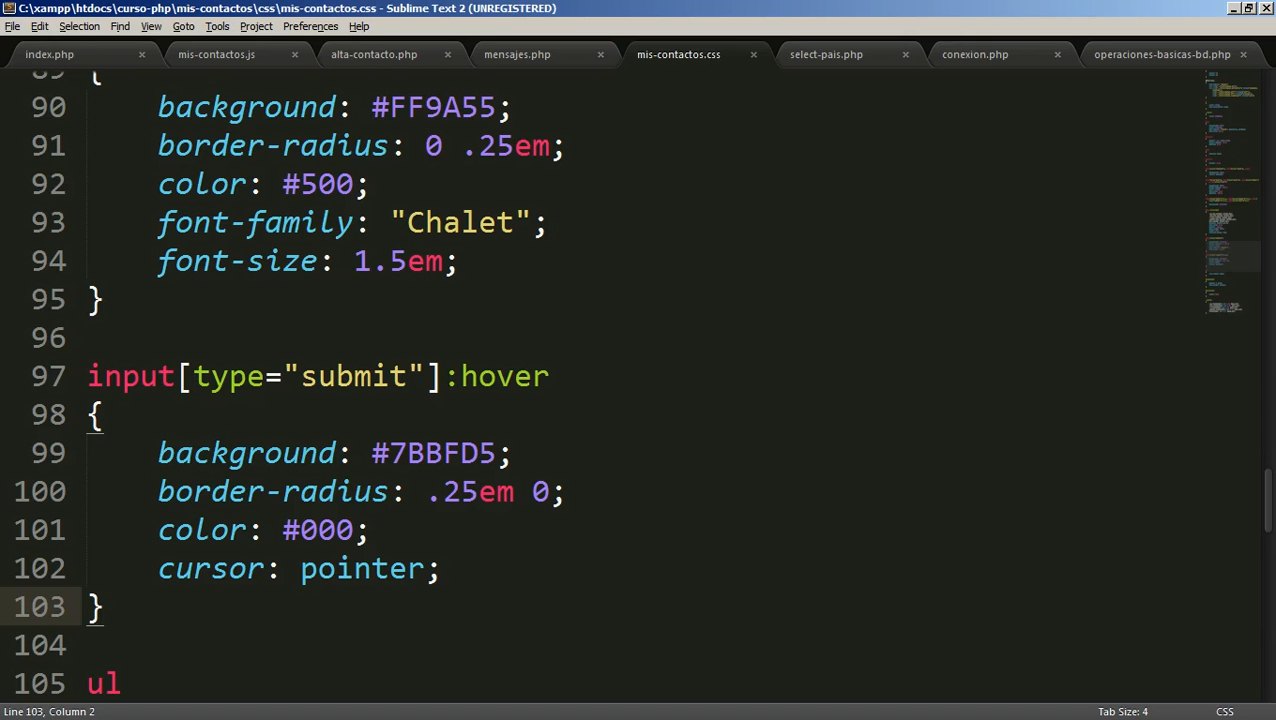 C:\xampp\htdocs\curso-php\mis-contactos\css\mis-contactos.css - Sublime Text 2 (UNREGISTERED)
File Edit Selection Find View Goto Tools Project Preferences Help
index.php mis-contactos.js alta-contacto.php mensajes.php mis-contactos.css select-pais.php conexion.php operaciones-basicas-bd.php
89 {
90 background: #FF9A55;
91 border-radius: 0 .25em;
92 color: #500;
93 font-family: "Chalet";
94 font-size: 1.5em;
95 }
96
97 input[type="submit"]:hover
98 {
99 background: #7BBFD5;
100 border-radius: .25em 0;
101 color: #000;
102 cursor: pointer;
103 }
104
105 ul
Line 103, Column 2 Tab Size: 4 CSS